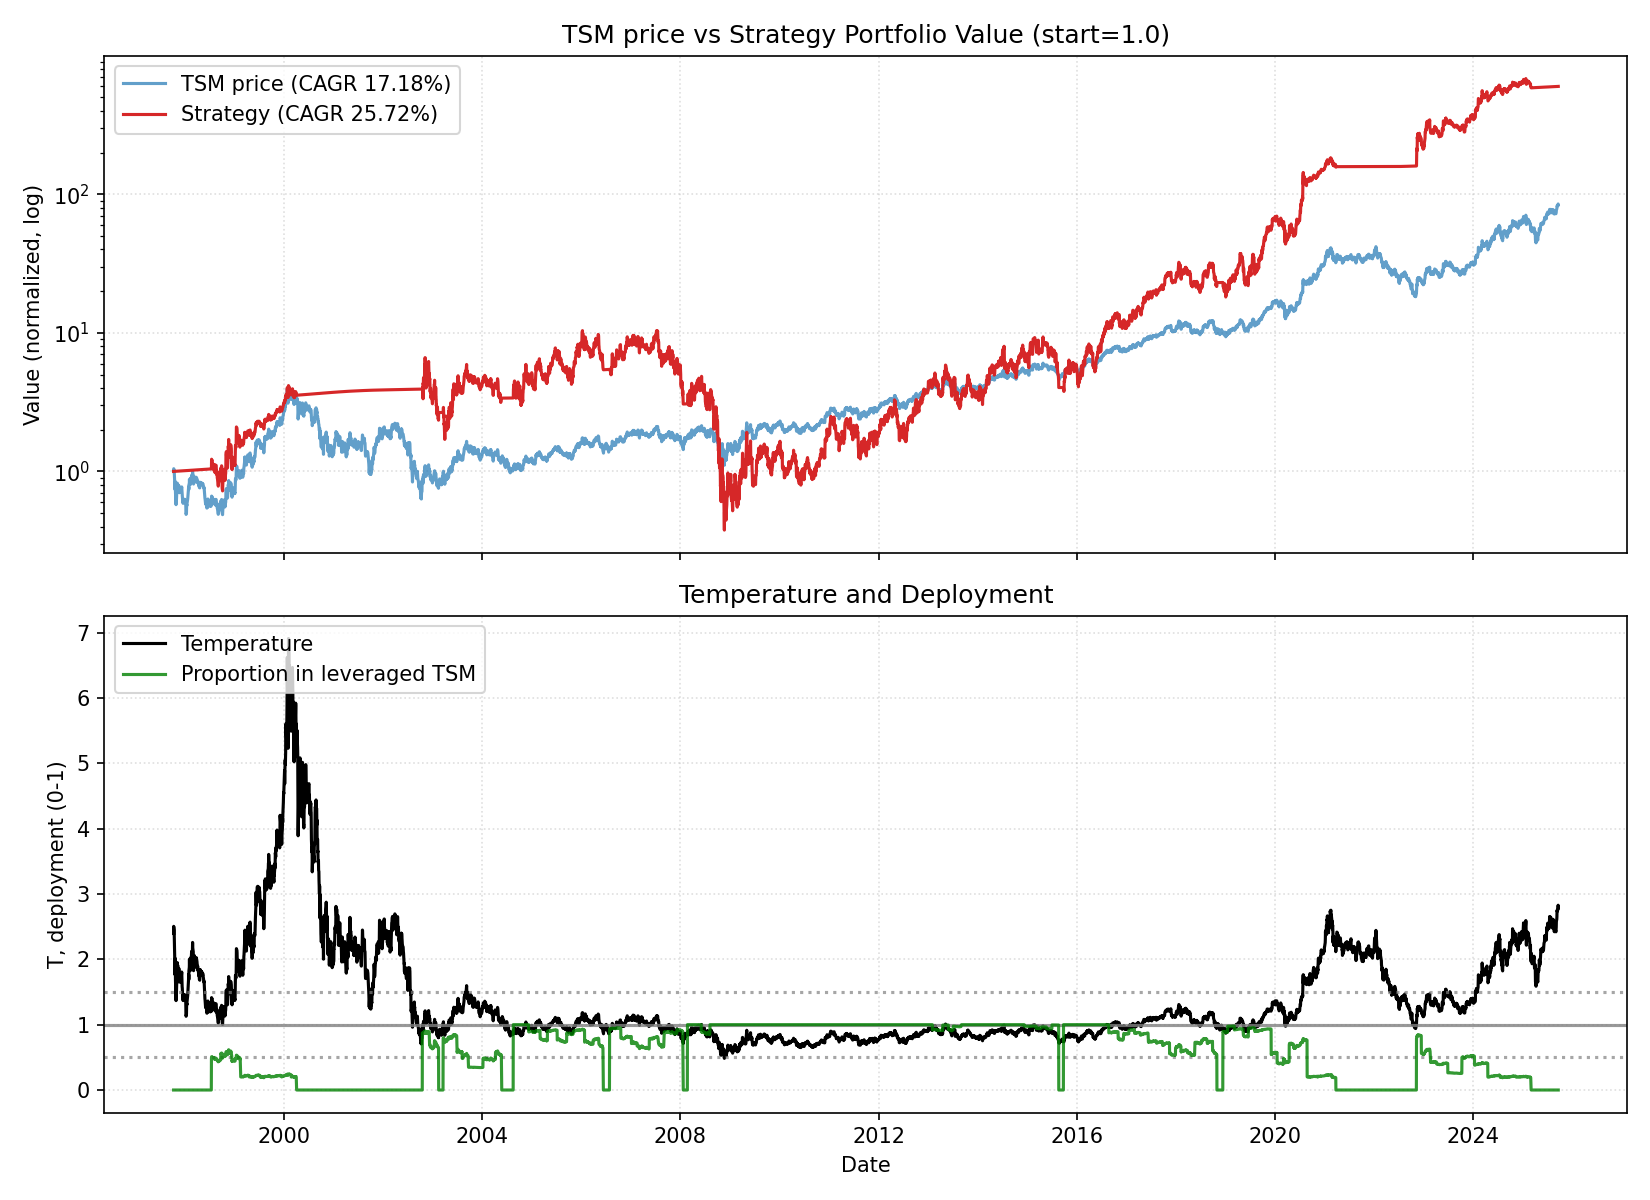 TSM price vs Strategy Portfolio Value (start=1.0)
TSM price (CAGR 17.18%)
Strategy (CAGR 25.72%)
Value (normalized, log)
10²
10¹
10⁰
Temperature and Deployment
Temperature
Proportion in leveraged TSM
T, deployment (0-1)
7
6
5
4
3
2
1
0
2000 2004 2008 2012 2016 2020 2024
Date